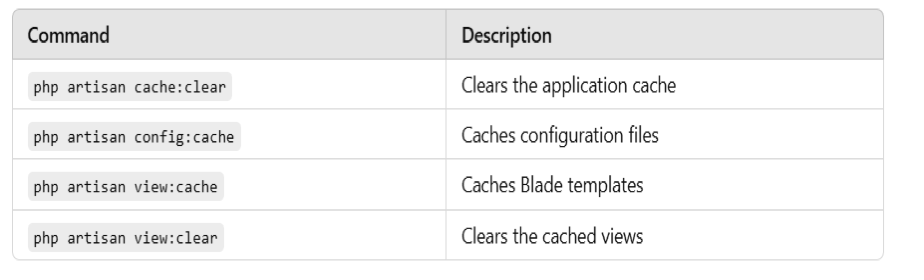 Command Description
php artisan cache:clear Clears the application cache
php artisan config:cache Caches configuration files
php artisan view:cache Caches Blade templates
php artisan view:clear Clears the cached views